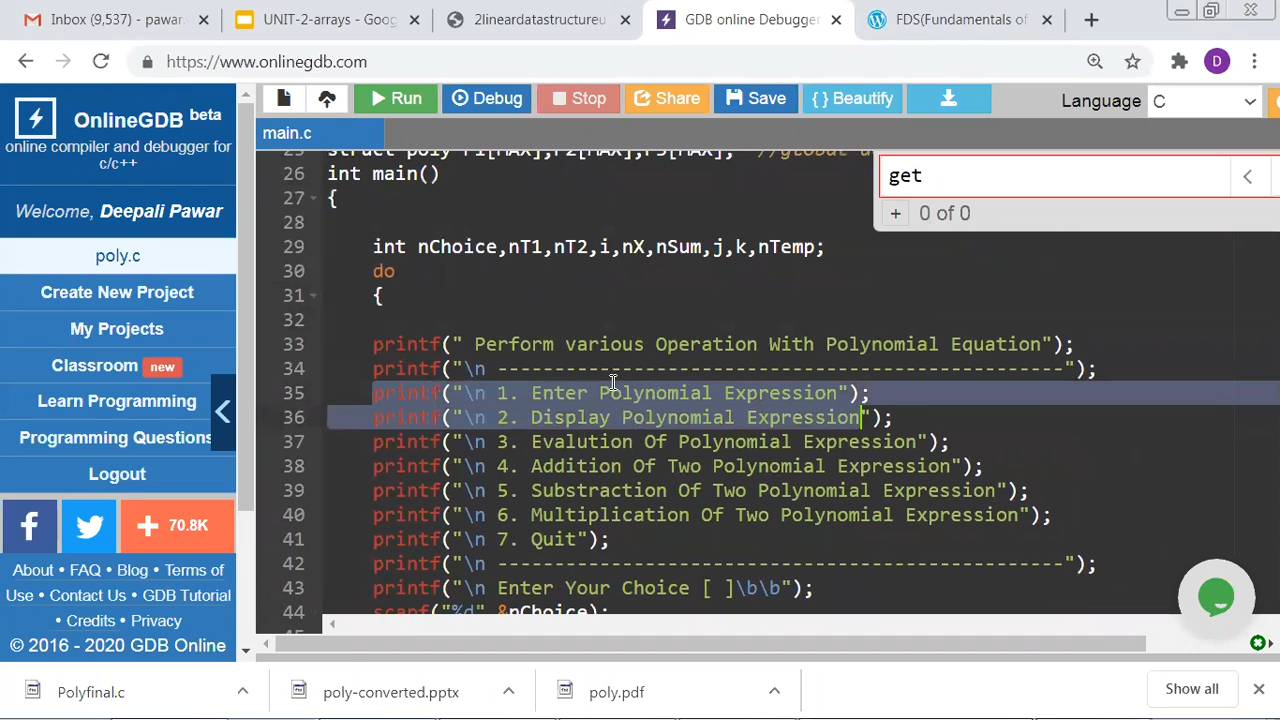 Inbox (9,537) - pawar.
UNIT-2-arrays - Goog
2lineardatastructureu
GDB online Debugger
FDS(Fundamentals of
https://www.onlinegdb.com
D
OnlineGDB beta
online compiler and debugger for
c/c++
Welcome, Deepali Pawar
poly.c
Create New Project
My Projects
Classroom new
Learn Programming
Programming Questions
Logout
70.8K
About • FAQ • Blog • Terms of
Use • Contact Us • GDB Tutorial
• Credits • Privacy
© 2016 - 2020 GDB Online
Run Debug Stop Share Save { } Beautify Language C
main.c
get
0 of 0
26 int main()
27 {
28
29 int nChoice,nT1,nT2,i,nX,nSum,j,k,nTemp;
30 do
31 {
32
33 printf(" Perform various Operation With Polynomial Equation");
34 printf("\n --------------------------------------------------");
35 printf("\n 1. Enter Polynomial Expression");
36 printf("\n 2. Display Polynomial Expression");
37 printf("\n 3. Evalution Of Polynomial Expression");
38 printf("\n 4. Addition Of Two Polynomial Expression");
39 printf("\n 5. Substraction Of Two Polynomial Expression");
40 printf("\n 6. Multiplication Of Two Polynomial Expression");
41 printf("\n 7. Quit");
42 printf("\n --------------------------------------------------");
43 printf("\n Enter Your Choice [ ]\b\b");
44 scanf("%d" &nChoice);
Polyfinal.c
poly-converted.pptx
poly.pdf
Show all